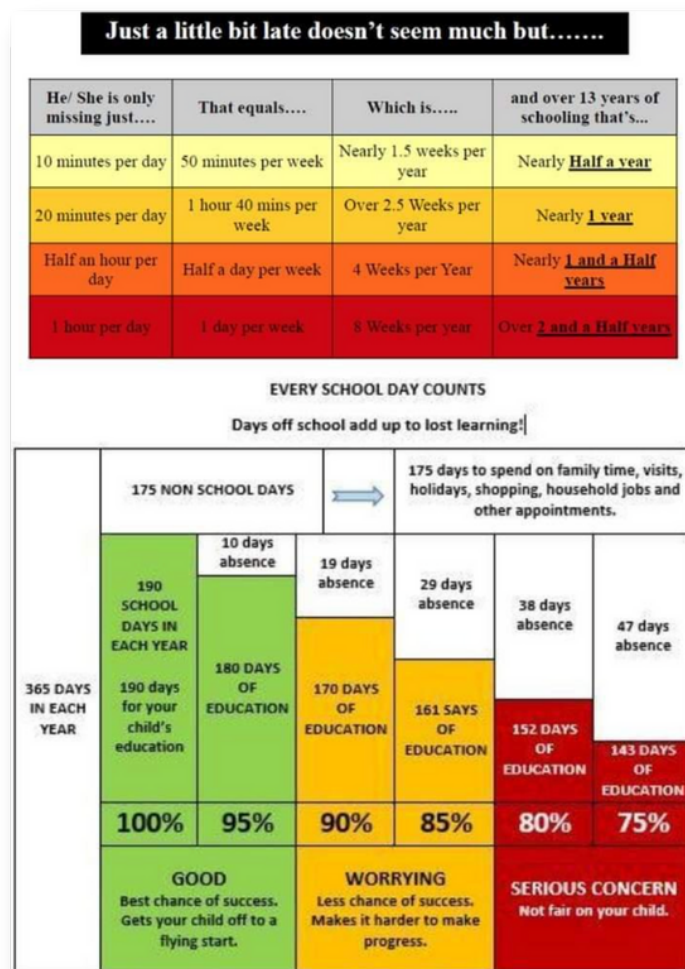 Just a little bit late doesn't seem much but…….
He/ She is only
missing just….
That equals….
Which is…..
and over 13 years of
schooling that's...
10 minutes per day
50 minutes per week
Nearly 1.5 weeks per
year
Nearly Half a year
20 minutes per day
1 hour 40 mins per
week
Over 2.5 Weeks per
year
Nearly 1 year
Half an hour per
day
Half a day per week
4 Weeks per Year
Nearly 1 and a Half
years
1 hour per day
1 day per week
8 Weeks per year
Over 2 and a Half years
EVERY SCHOOL DAY COUNTS
Days off school add up to lost learning!
365 DAYS
IN EACH
YEAR
175 NON SCHOOL DAYS
175 days to spend on family time, visits,
holidays, shopping, household jobs and
other appointments.
190
SCHOOL
DAYS IN
EACH YEAR
190 days
for your
child's
education
10 days
absence
180 DAYS
OF
EDUCATION
19 days
absence
170 DAYS
OF
EDUCATION
29 days
absence
161 SAYS
OF
EDUCATION
38 days
absence
152 DAYS
OF
EDUCATION
47 days
absence
143 DAYS
OF
EDUCATION
100%
95%
90%
85%
80%
75%
GOOD
Best chance of success.
Gets your child off to a
flying start.
WORRYING
Less chance of success.
Makes it harder to make
progress.
SERIOUS CONCERN
Not fair on your child.